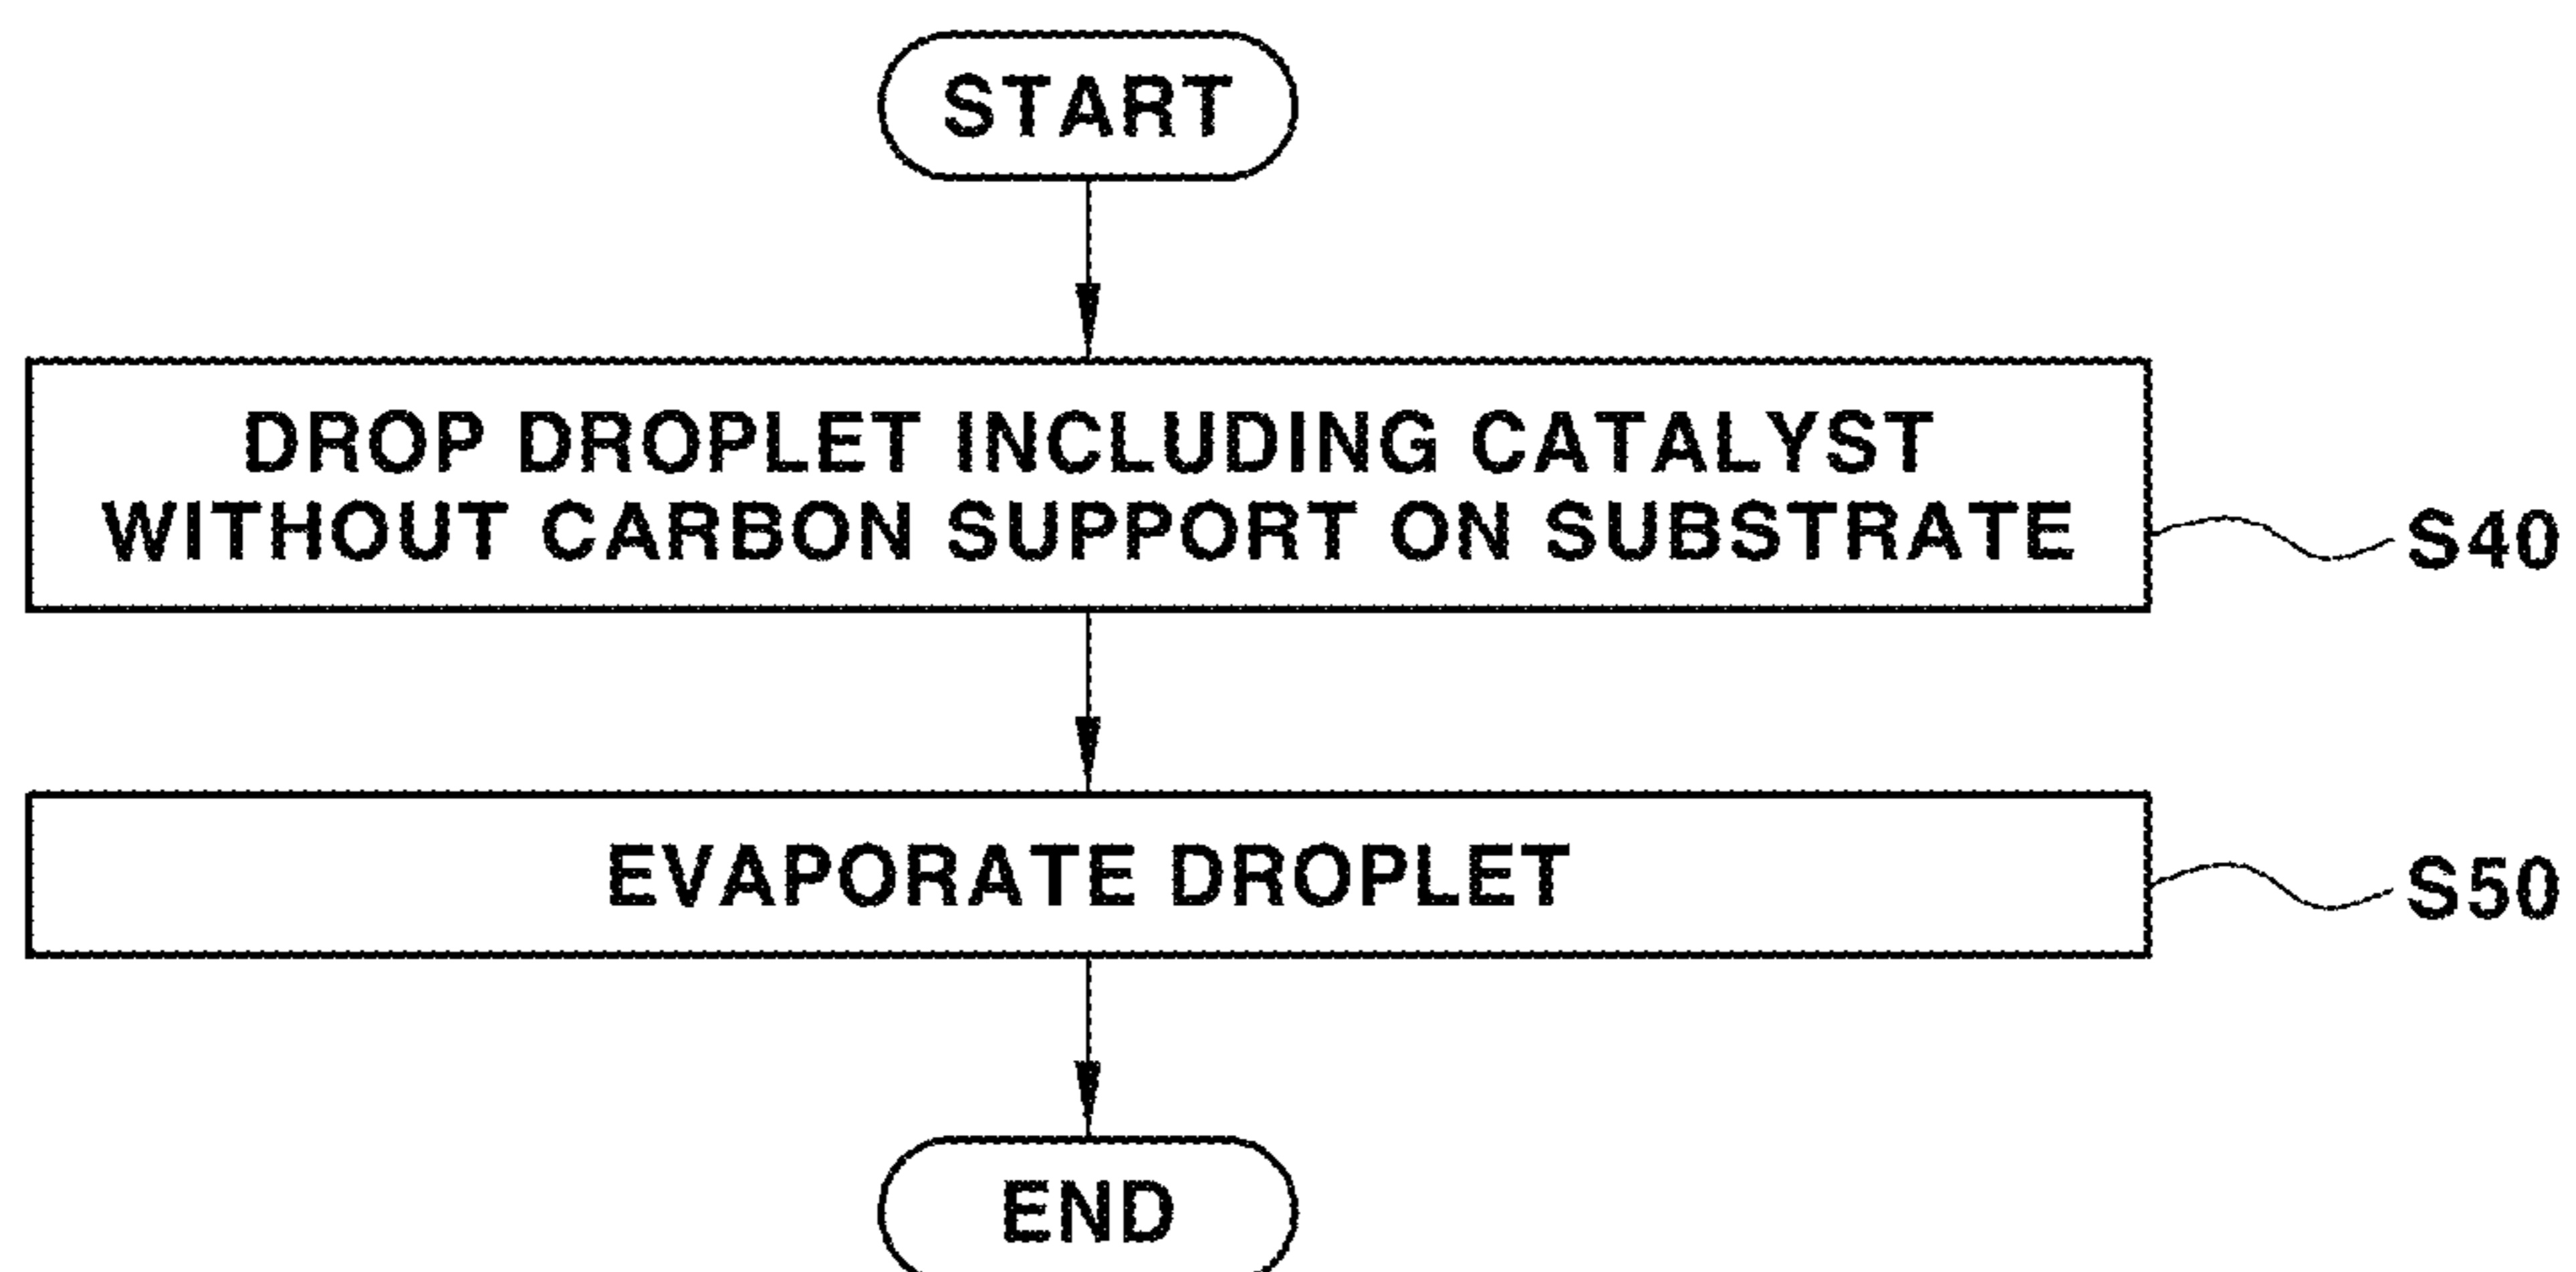 START
DROP DROPLET INCLUDING CATALYST
WITHOUT CARBON SUPPORT ON SUBSTRATE
S40
EVAPORATE DROPLET
S50
END